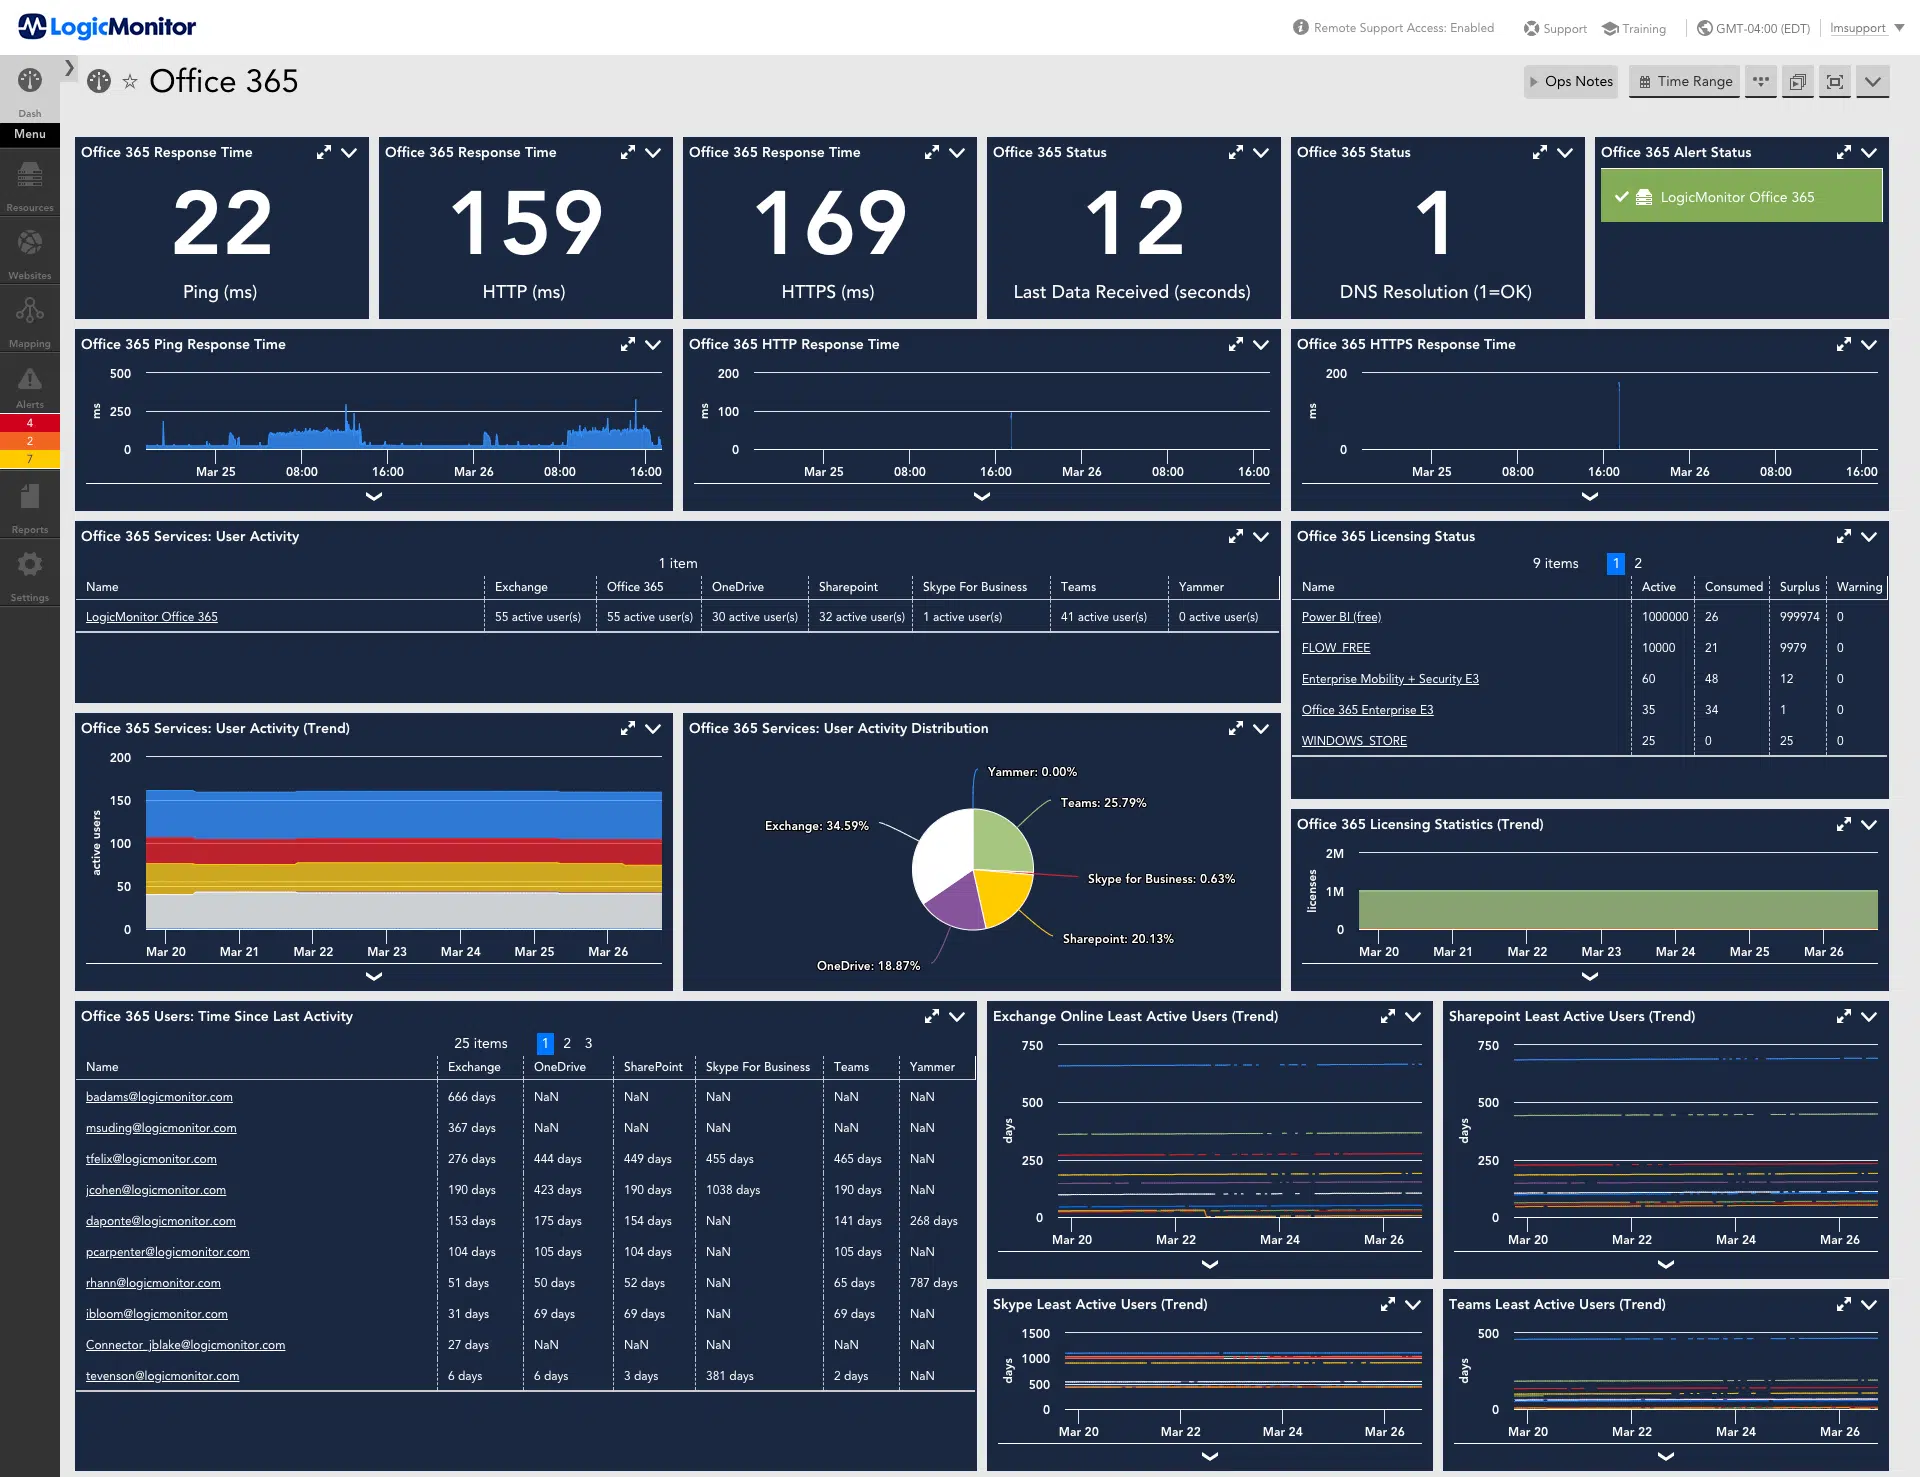 LogicMonitor
Remote Support Access: Enabled
Support
Training
GMT-04:00 (EDT)
lmsupport
Dash
Menu
Resources
Websites
Mapping
Alerts
4
2
7
Reports
Settings
Office 365
Ops Notes
Time Range
Office 365 Response Time
22
Ping (ms)
Office 365 Response Time
159
HTTP (ms)
Office 365 Response Time
169
HTTPS (ms)
Office 365 Status
12
Last Data Received (seconds)
Office 365 Status
1
DNS Resolution (1=OK)
Office 365 Alert Status
LogicMonitor Office 365
Office 365 Ping Response Time
500
250
0
ms
Mar 25 08:00 16:00 Mar 26 08:00 16:00
Office 365 HTTP Response Time
200
100
0
ms
Mar 25 08:00 16:00 Mar 26 08:00 16:00
Office 365 HTTPS Response Time
200
0
ms
Mar 25 08:00 16:00 Mar 26 08:00 16:00
Office 365 Services: User Activity
1 item
Name Exchange Office 365 OneDrive Sharepoint Skype For Business Teams Yammer
LogicMonitor Office 365 55 active user(s) 55 active user(s) 30 active user(s) 32 active user(s) 1 active user(s) 41 active user(s) 0 active user(s)
Office 365 Licensing Status
9 items 1 2
Name Active Consumed Surplus Warning
Power BI (free) 1000000 26 999974 0
FLOW_FREE 10000 21 9979 0
Enterprise Mobility + Security E3 60 48 12 0
Office 365 Enterprise E3 35 34 1 0
WINDOWS_STORE 25 0 25 0
Office 365 Services: User Activity (Trend)
200
150
100
50
0
active users
Mar 20 Mar 21 Mar 22 Mar 23 Mar 24 Mar 25 Mar 26
Office 365 Services: User Activity Distribution
Yammer: 0.00%
Teams: 25.79%
Exchange: 34.59%
Skype for Business: 0.63%
Sharepoint: 20.13%
OneDrive: 18.87%
Office 365 Licensing Statistics (Trend)
2M
1M
0
licenses
Mar 20 Mar 21 Mar 22 Mar 23 Mar 24 Mar 25 Mar 26
Office 365 Users: Time Since Last Activity
25 items 1 2 3
Name Exchange OneDrive SharePoint Skype For Business Teams Yammer
badams@logicmonitor.com 666 days NaN NaN NaN NaN NaN
msuding@logicmonitor.com 367 days NaN NaN NaN NaN NaN
tfelix@logicmonitor.com 276 days 444 days 449 days 455 days 465 days NaN
jcohen@logicmonitor.com 190 days 423 days 190 days 1038 days 190 days NaN
daponte@logicmonitor.com 153 days 175 days 154 days NaN 141 days 268 days
pcarpenter@logicmonitor.com 104 days 105 days 104 days NaN 105 days NaN
rhann@logicmonitor.com 51 days 50 days 52 days NaN 65 days 787 days
ibloom@logicmonitor.com 31 days 69 days 69 days NaN 69 days NaN
Connector_jblake@logicmonitor.com 27 days NaN NaN NaN NaN NaN
tevenson@logicmonitor.com 6 days 6 days 3 days 381 days 2 days NaN
Exchange Online Least Active Users (Trend)
750
500
250
0
days
Mar 20 Mar 22 Mar 24 Mar 26
Sharepoint Least Active Users (Trend)
750
500
250
0
days
Mar 20 Mar 22 Mar 24 Mar 26
Skype Least Active Users (Trend)
1500
1000
500
0
days
Mar 20 Mar 22 Mar 24 Mar 26
Teams Least Active Users (Trend)
500
0
days
Mar 20 Mar 22 Mar 24 Mar 26